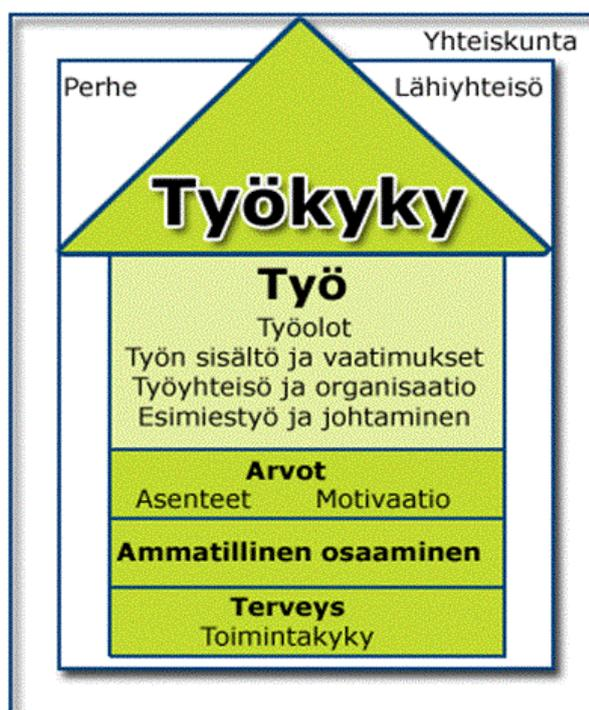 Yhteiskunta
Perhe Lähiyhteisö
Työkyky
Työ
Työolot
Työn sisältö ja vaatimukset
Työyhteisö ja organisaatio
Esimiestyö ja johtaminen
Arvot
Asenteet Motivaatio
Ammatillinen osaaminen
Terveys
Toimintakyky